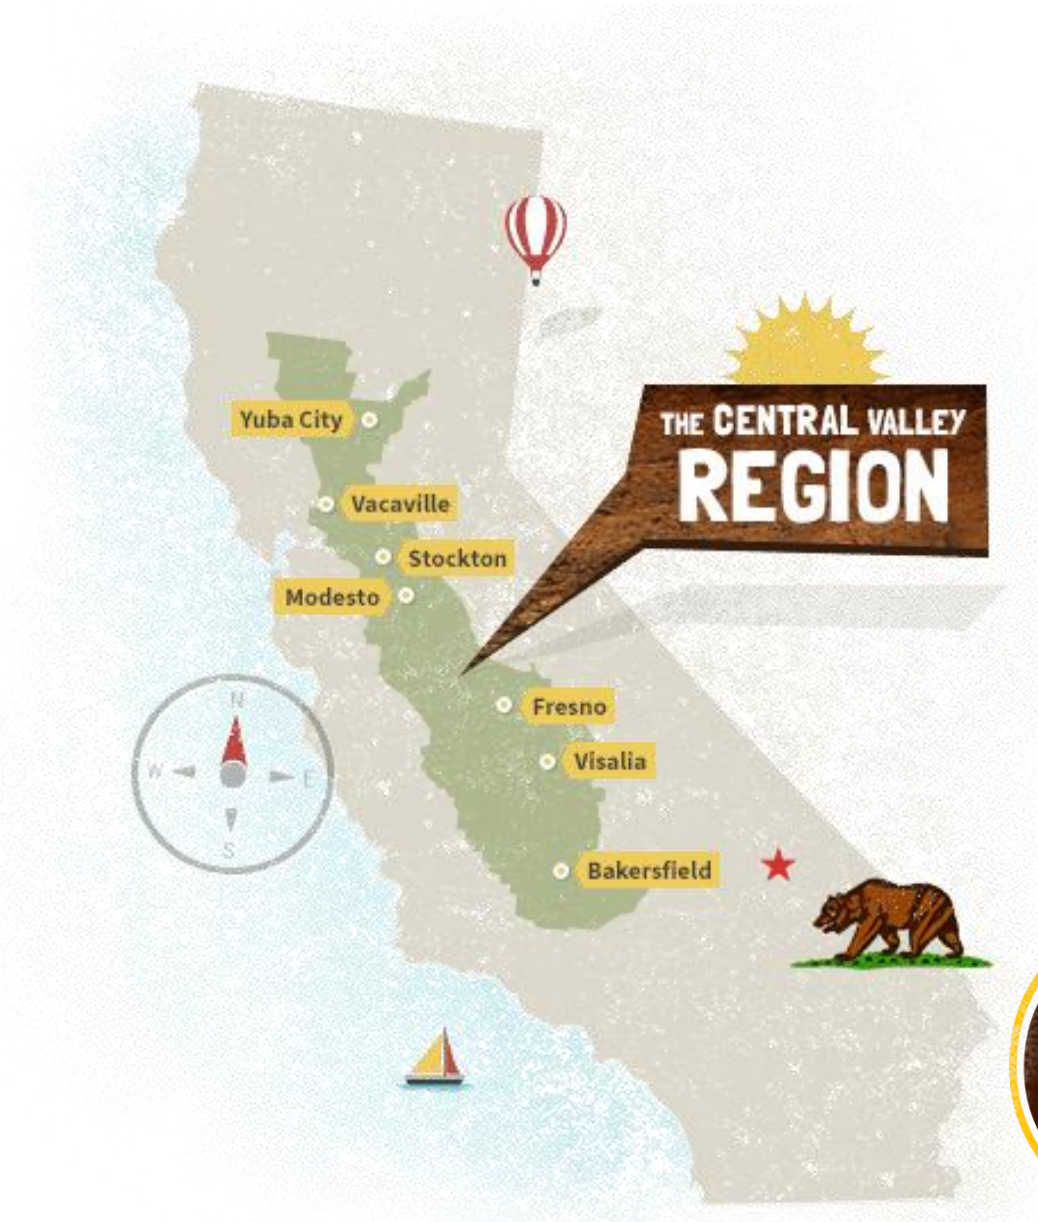 THE CENTRAL VALLEY
REGION
Yuba City
Vacaville
Stockton
Modesto
Fresno
Visalia
Bakersfield
N
W E
S